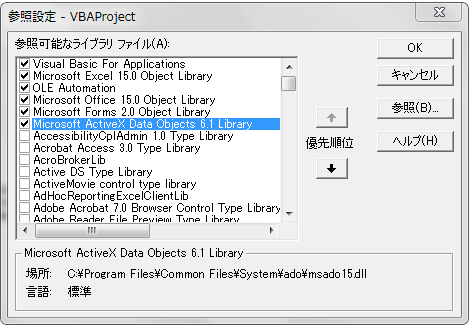 参照設定 - VBAProject
参照可能なライブラリ ファイル(A):
Visual Basic For Applications
Microsoft Excel 15.0 Object Library
OLE Automation
Microsoft Office 15.0 Object Library
Microsoft Forms 2.0 Object Library
Microsoft ActiveX Data Objects 6.1 Library
AccessibilityCplAdmin 1.0 Type Library
Acrobat Access 3.0 Type Library
AcroBrokerLib
Active DS Type Library
ActiveMovie control type library
AdHocReportingExcelClientLib
Adobe Acrobat 7.0 Browser Control Type Library
Adobe Reader File Preview Type Library
優先順位
OK
キャンセル
参照(B)...
ヘルプ(H)
Microsoft ActiveX Data Objects 6.1 Library
場所: C:¥Program Files¥Common Files¥System¥ado¥msado15.dll
言語: 標準